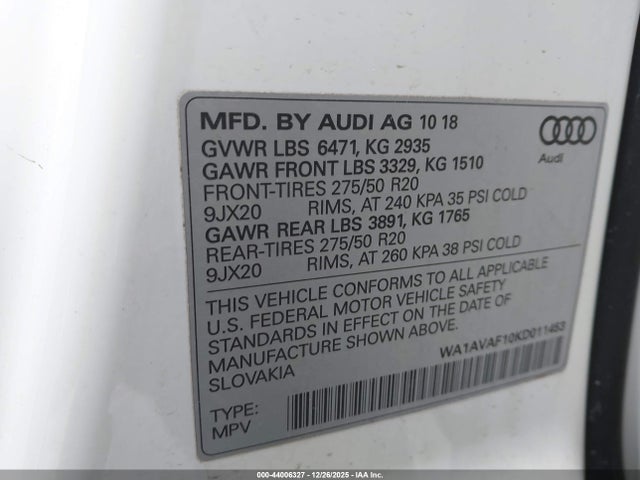 MFD. BY AUDI AG 10 18
GVWR LBS 6471, KG 2935
GAWR FRONT LBS 3329, KG 1510
FRONT-TIRES 275/50 R20
9JX20 RIMS, AT 240 KPA 35 PSI COLD
GAWR REAR LBS 3891, KG 1765
REAR-TIRES 275/50 R20
9JX20 RIMS, AT 260 KPA 38 PSI COLD
Audi
THIS VEHICLE CONFORMS TO ALL APPLICABLE
U.S. FEDERAL MOTOR VEHICLE SAFETY
STANDARDS IN EFFECT ON THE DATE OF
MANUFACTURE SHOWN ABOVE.
SLOVAKIA
WA1AVAF10KD011453
TYPE:
MPV
000-44006327 - 12/26/2025 - IAAI.COM